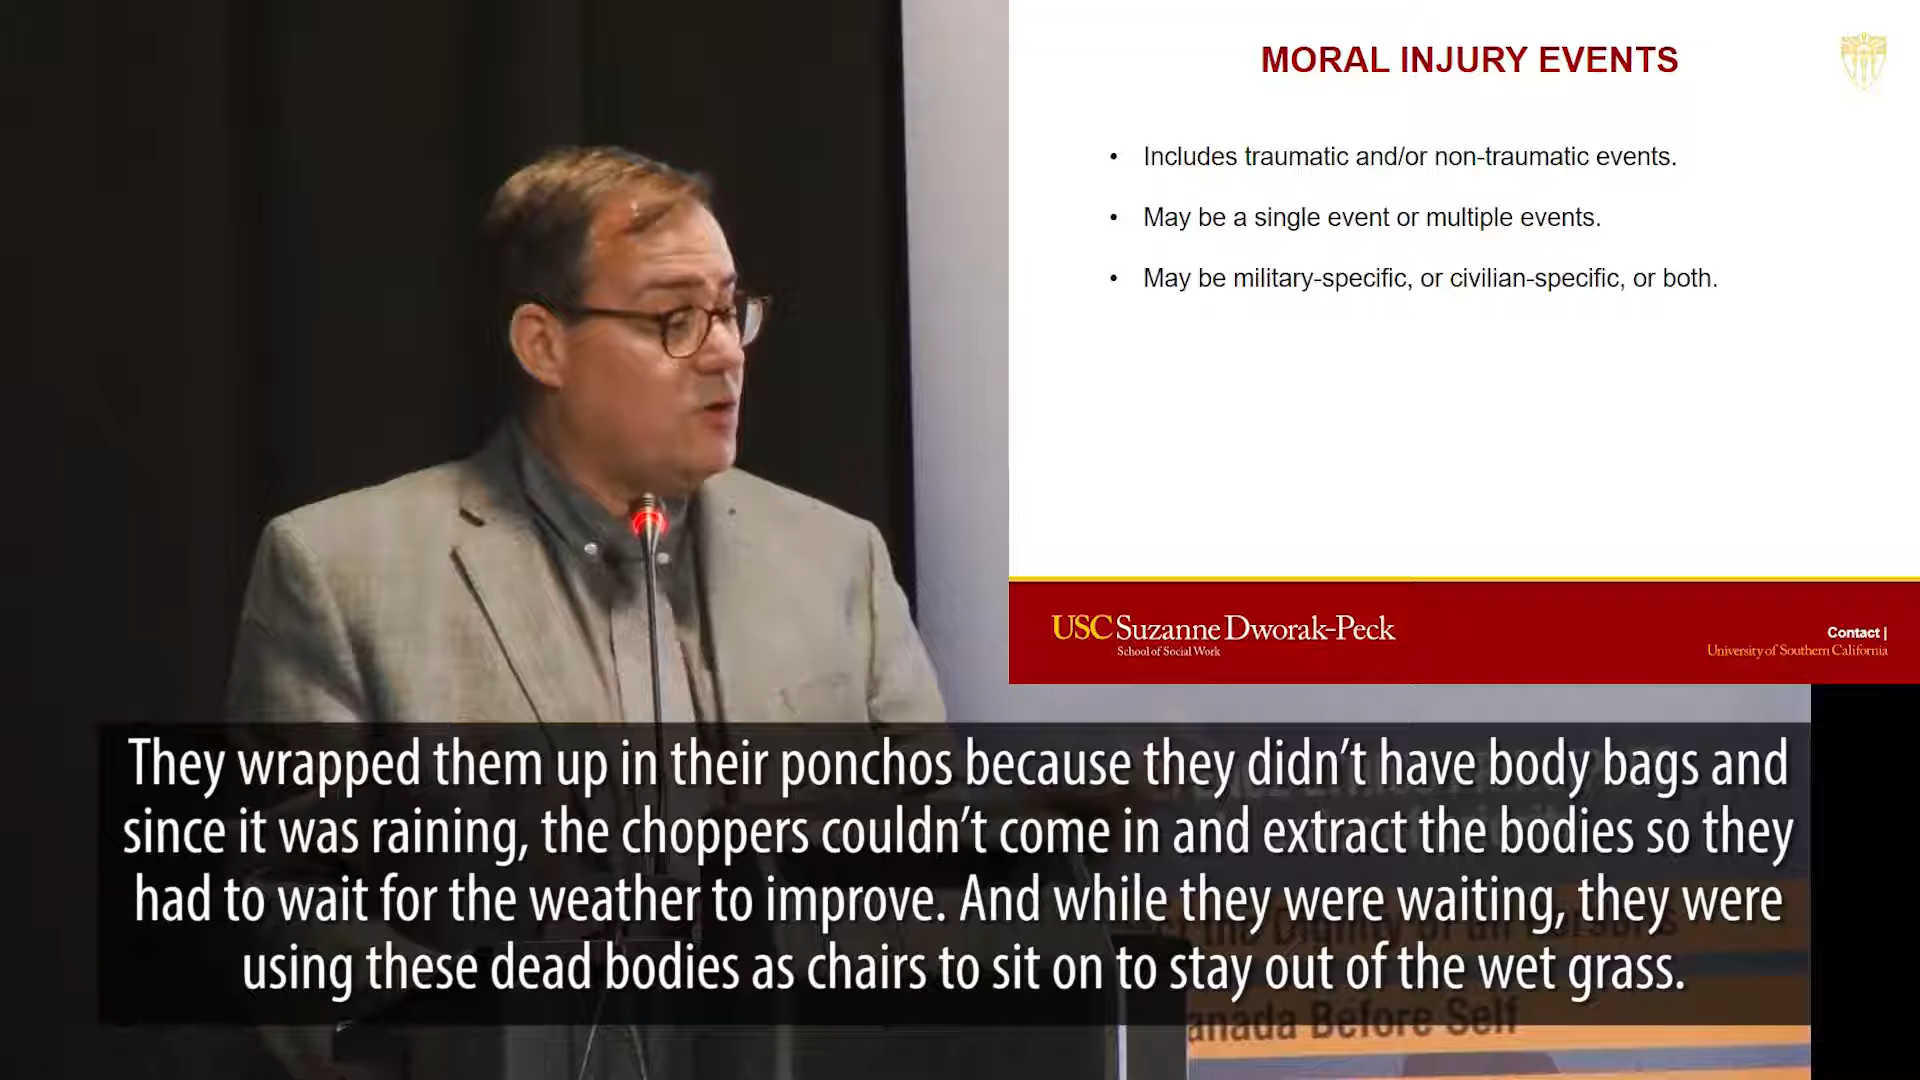 MORAL INJURY EVENTS
• Includes traumatic and/or non-traumatic events.
• May be a single event or multiple events.
• May be military-specific, or civilian-specific, or both.
USC Suzanne Dworak-Peck
School of Social Work
Contact |
University of Southern California
They wrapped them up in their ponchos because they didn’t have body bags and
since it was raining, the choppers couldn’t come in and extract the bodies so they
had to wait for the weather to improve. And while they were waiting, they were
using these dead bodies as chairs to sit on to stay out of the wet grass.
the Dignity of all Persons
anada Before Self